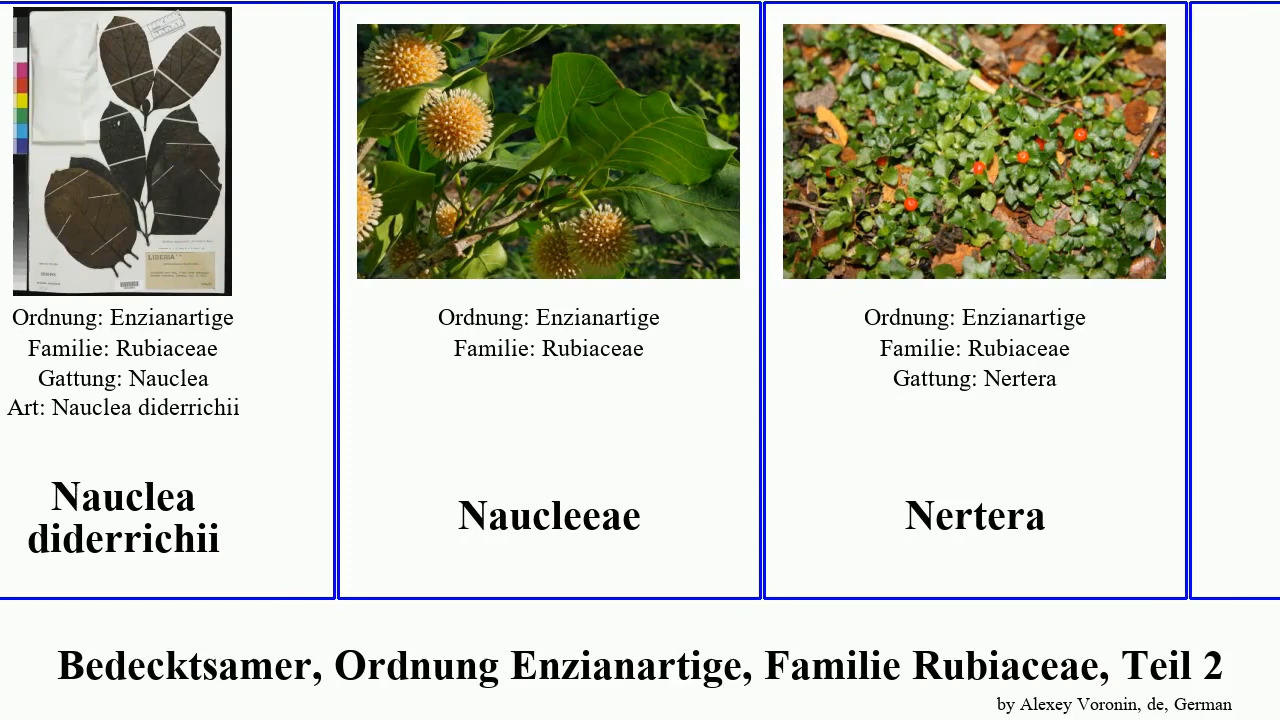 LIBERIA
Ordnung: Enzianartige
Familie: Rubiaceae
Gattung: Nauclea
Art: Nauclea diderrichii
Nauclea
diderrichii
Ordnung: Enzianartige
Familie: Rubiaceae
Naucleeae
Ordnung: Enzianartige
Familie: Rubiaceae
Gattung: Nertera
Nertera
Bedecktsamer, Ordnung Enzianartige, Familie Rubiaceae, Teil 2
by Alexey Voronin, de, German